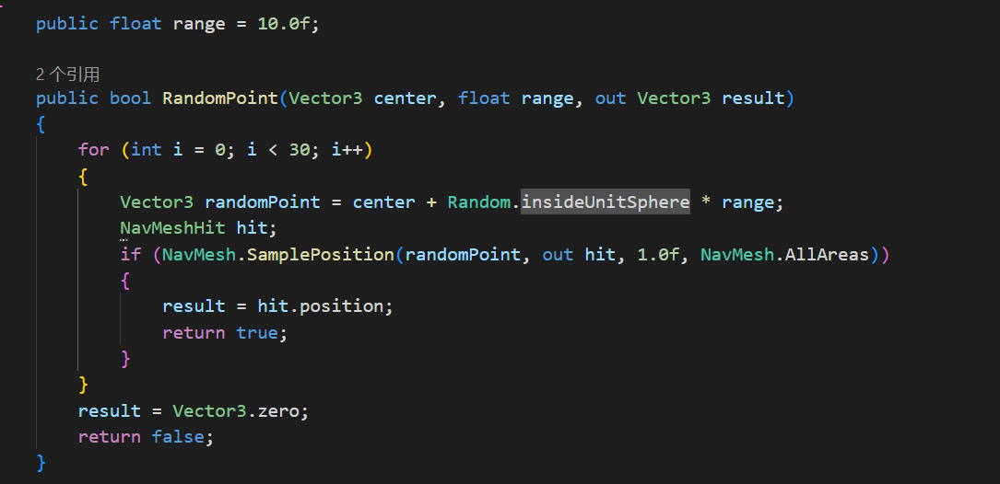 public float range = 10.0f;
2 个引用
public bool RandomPoint(Vector3 center, float range, out Vector3 result)
{
for (int i = 0; i < 30; i++)
{
Vector3 randomPoint = center + Random.insideUnitSphere * range;
NavMeshHit hit;
if (NavMesh.SamplePosition(randomPoint, out hit, 1.0f, NavMesh.AllAreas))
{
result = hit.position;
return true;
}
}
result = Vector3.zero;
return false;
}